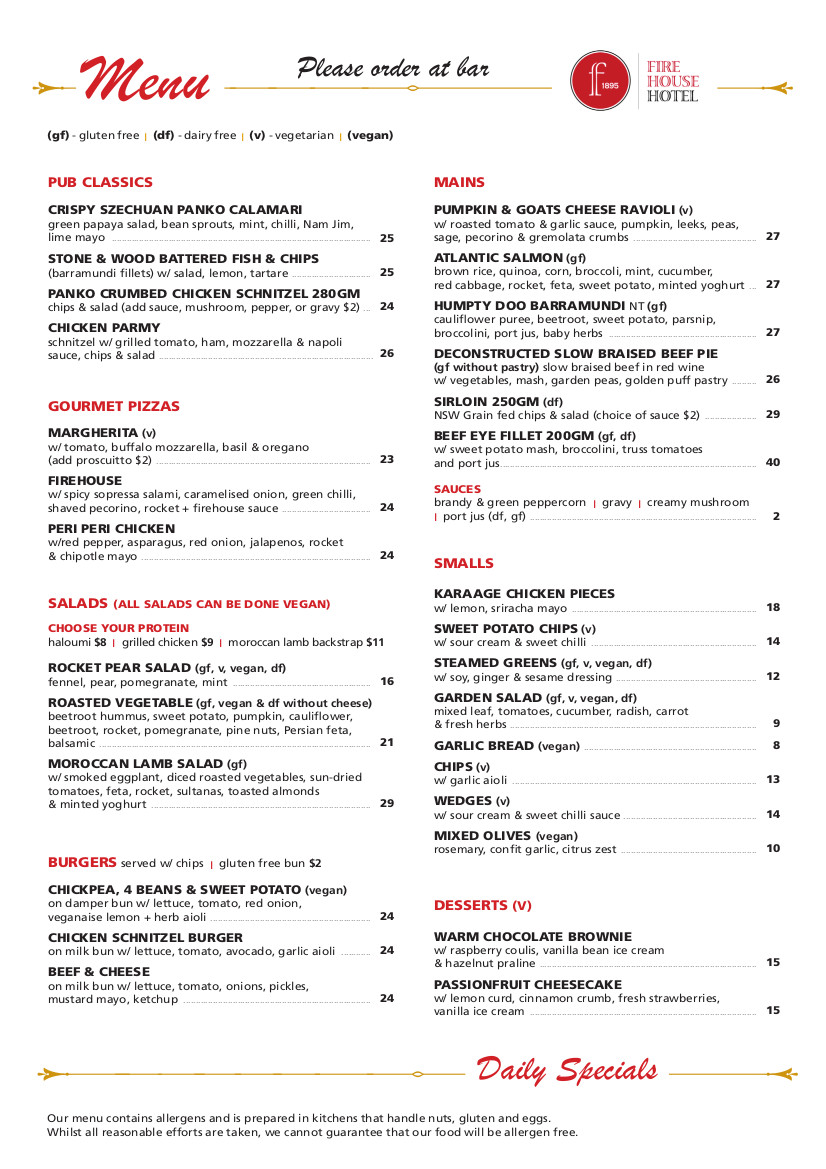 Menu
Please order at bar
f 1895
FIRE
HOUSE
HOTEL
(gf) - gluten free | (df) - dairy free | (v) - vegetarian | (vegan)
PUB CLASSICS
CRISPY SZECHUAN PANKO CALAMARI
green papaya salad, bean sprouts, mint, chilli, Nam Jim,
lime mayo 25
STONE & WOOD BATTERED FISH & CHIPS
(barramundi fillets) w/ salad, lemon, tartare 25
PANKO CRUMBED CHICKEN SCHNITZEL 280GM
chips & salad (add sauce, mushroom, pepper, or gravy $2) 24
CHICKEN PARMY
schnitzel w/ grilled tomato, ham, mozzarella & napoli
sauce, chips & salad 26
GOURMET PIZZAS
MARGHERITA (v)
w/ tomato, buffalo mozzarella, basil & oregano
(add proscuitto $2) 23
FIREHOUSE
w/ spicy sopressa salami, caramelised onion, green chilli,
shaved pecorino, rocket + firehouse sauce 24
PERI PERI CHICKEN
w/red pepper, asparagus, red onion, jalapenos, rocket
& chipotle mayo 24
SALADS (ALL SALADS CAN BE DONE VEGAN)
CHOOSE YOUR PROTEIN
haloumi $8 | grilled chicken $9 | moroccan lamb backstrap $11
ROCKET PEAR SALAD (gf, v, vegan, df)
fennel, pear, pomegranate, mint 16
ROASTED VEGETABLE (gf, vegan & df without cheese)
beetroot hummus, sweet potato, pumpkin, cauliflower,
beetroot, rocket, pomegranate, pine nuts, Persian feta,
balsamic 21
MOROCCAN LAMB SALAD (gf)
w/ smoked eggplant, diced roasted vegetables, sun-dried
tomatoes, feta, rocket, sultanas, toasted almonds
& minted yoghurt 29
BURGERS served w/ chips | gluten free bun $2
CHICKPEA, 4 BEANS & SWEET POTATO (vegan)
on damper bun w/ lettuce, tomato, red onion,
veganaise lemon + herb aioli 24
CHICKEN SCHNITZEL BURGER
on milk bun w/ lettuce, tomato, avocado, garlic aioli 24
BEEF & CHEESE
on milk bun w/ lettuce, tomato, onions, pickles,
mustard mayo, ketchup 24
MAINS
PUMPKIN & GOATS CHEESE RAVIOLI (v)
w/ roasted tomato & garlic sauce, pumpkin, leeks, peas,
sage, pecorino & gremolata crumbs 27
ATLANTIC SALMON (gf)
brown rice, quinoa, corn, broccoli, mint, cucumber,
red cabbage, rocket, feta, sweet potato, minted yoghurt 27
HUMPTY DOO BARRAMUNDI NT (gf)
cauliflower puree, beetroot, sweet potato, parsnip,
broccolini, port jus, baby herbs 27
DECONSTRUCTED SLOW BRAISED BEEF PIE
(gf without pastry) slow braised beef in red wine
w/ vegetables, mash, garden peas, golden puff pastry 26
SIRLOIN 250GM (df)
NSW Grain fed chips & salad (choice of sauce $2) 29
BEEF EYE FILLET 200GM (gf, df)
w/ sweet potato mash, broccolini, truss tomatoes
and port jus 40
SAUCES
brandy & green peppercorn | gravy | creamy mushroom
| port jus (df, gf) 2
SMALLS
KARAAGE CHICKEN PIECES
w/ lemon, sriracha mayo 18
SWEET POTATO CHIPS (v)
w/ sour cream & sweet chilli 14
STEAMED GREENS (gf, v, vegan, df)
w/ soy, ginger & sesame dressing 12
GARDEN SALAD (gf, v, vegan, df)
mixed leaf, tomatoes, cucumber, radish, carrot
& fresh herbs 9
GARLIC BREAD (vegan) 8
CHIPS (v)
w/ garlic aioli 13
WEDGES (v)
w/ sour cream & sweet chilli sauce 14
MIXED OLIVES (vegan)
rosemary, confit garlic, citrus zest 10
DESSERTS (V)
WARM CHOCOLATE BROWNIE
w/ raspberry coulis, vanilla bean ice cream
& hazelnut praline 15
PASSIONFRUIT CHEESECAKE
w/ lemon curd, cinnamon crumb, fresh strawberries,
vanilla ice cream 15
Daily Specials
Our menu contains allergens and is prepared in kitchens that handle nuts, gluten and eggs.
Whilst all reasonable efforts are taken, we cannot guarantee that our food will be allergen free.